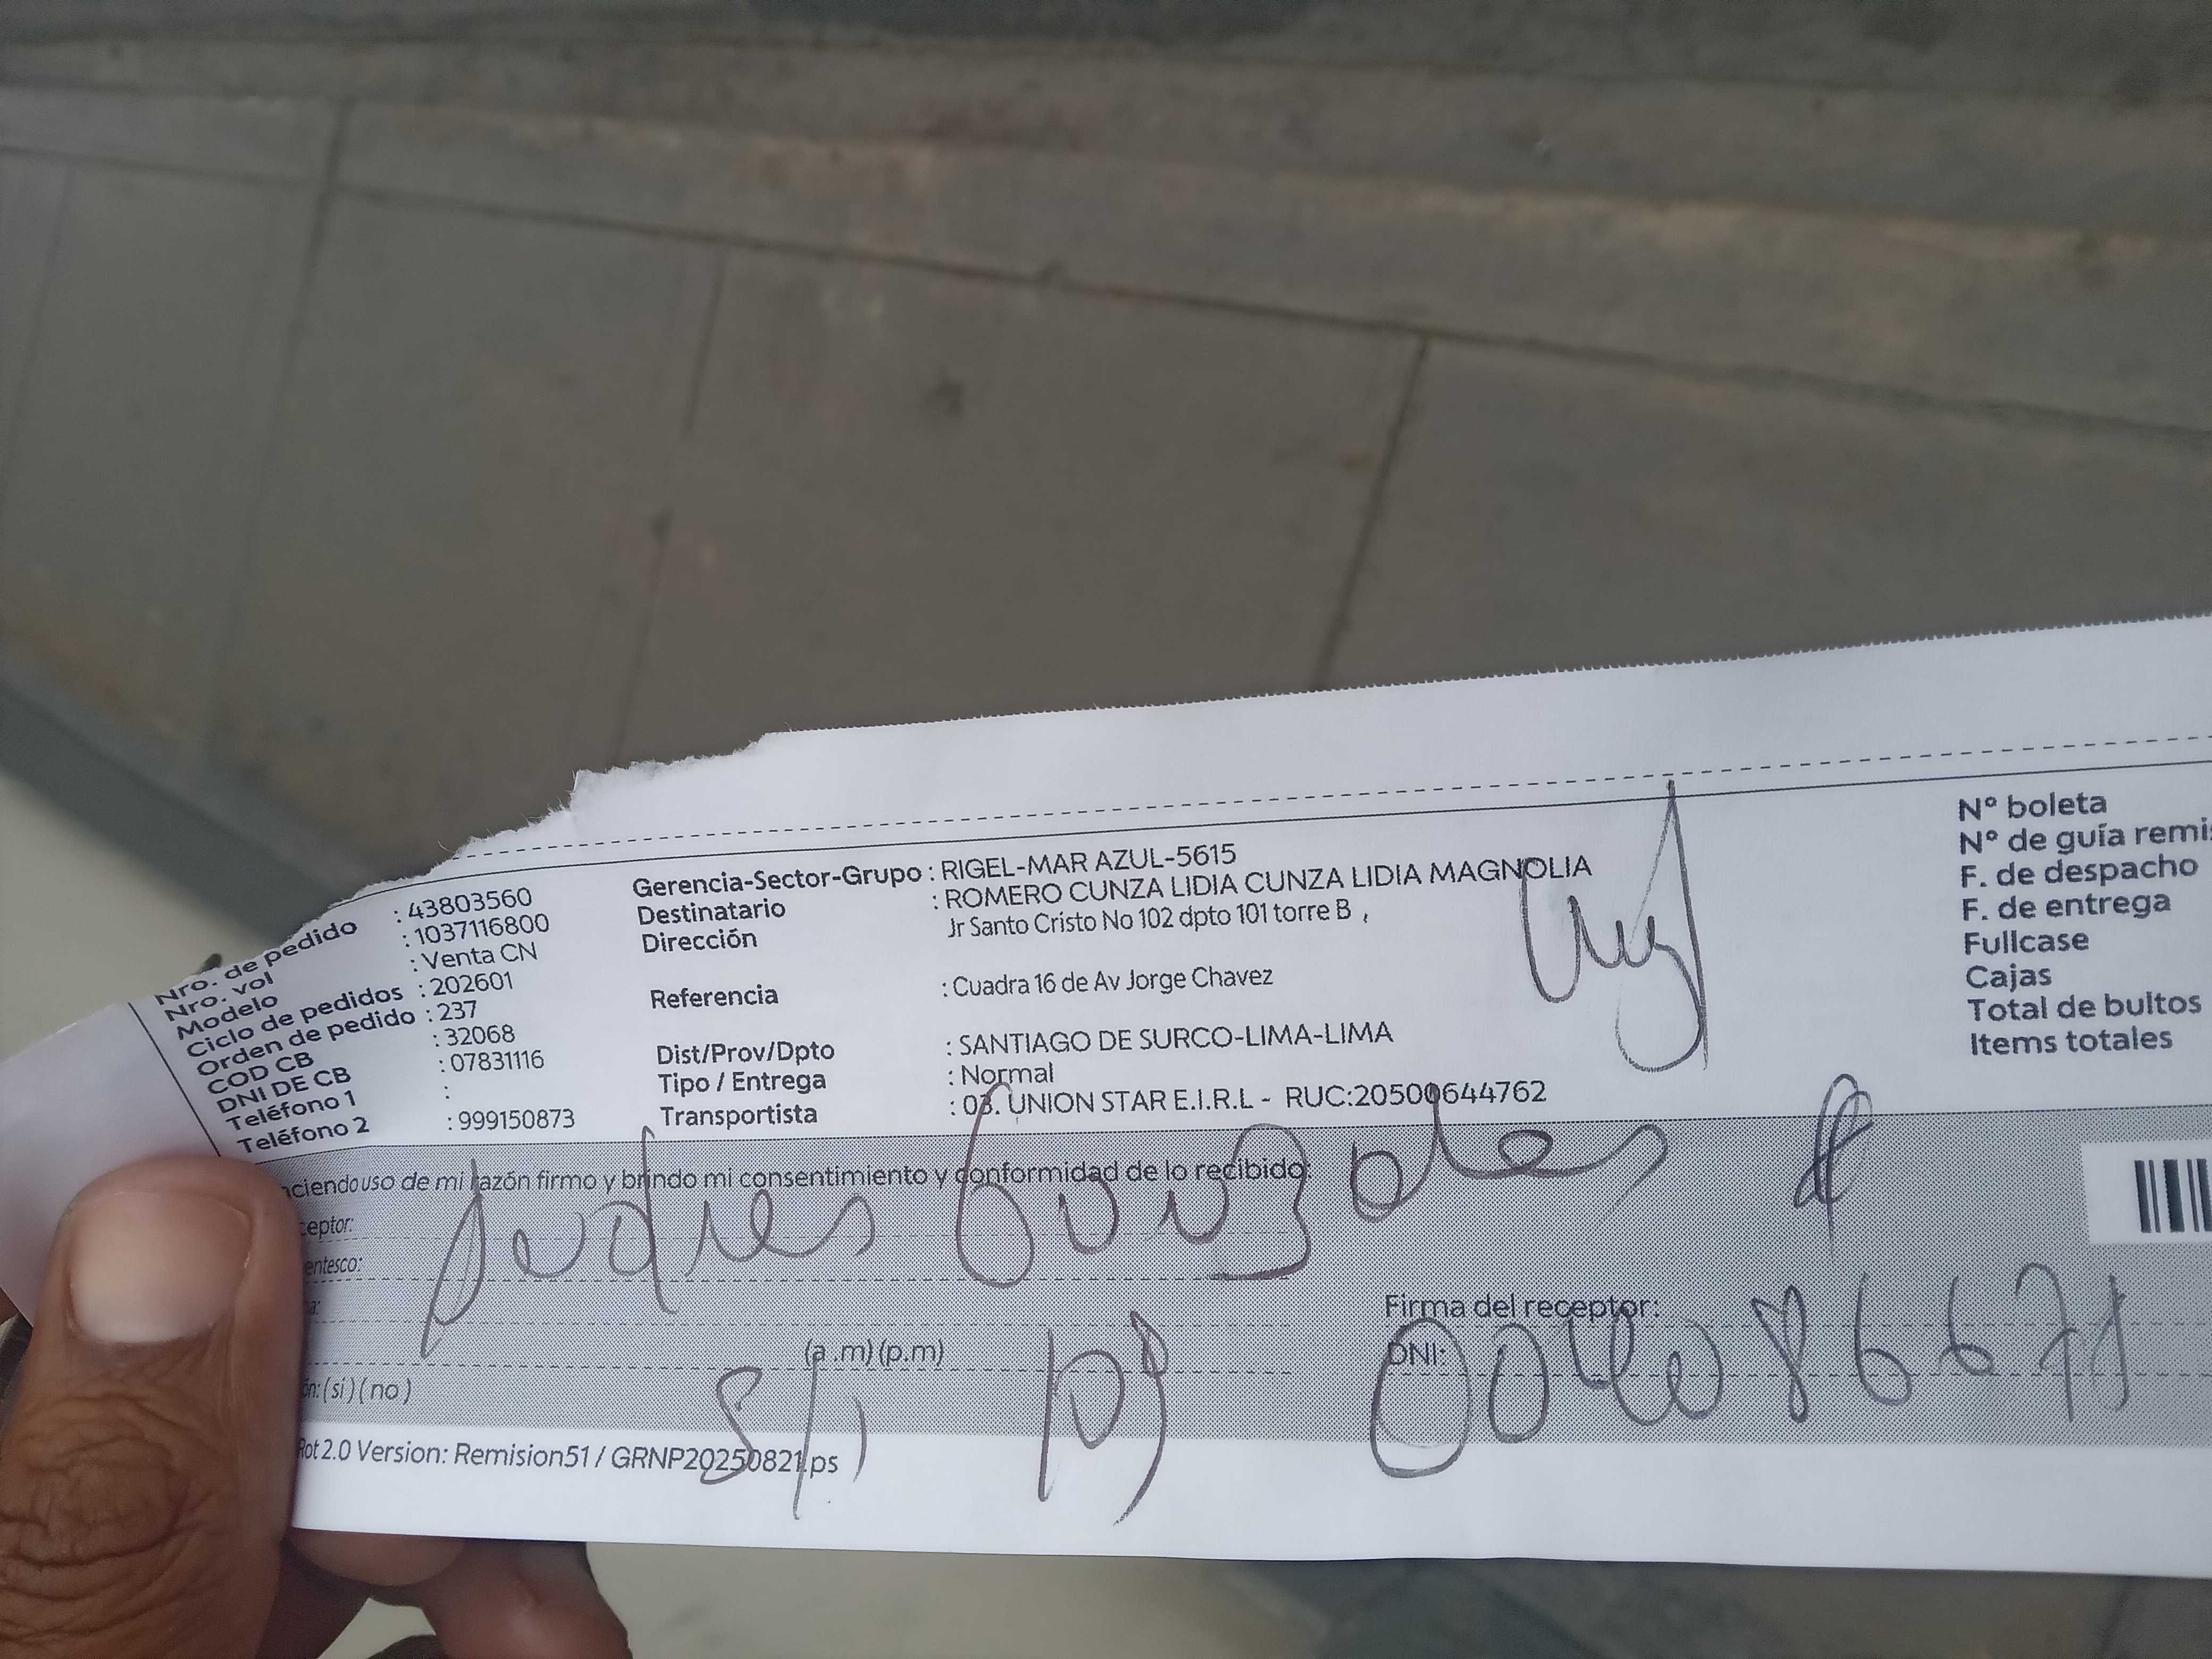 Nro. de pedido : 43803560
Nro. vol : 1037116800
Modelo : Venta CN
Ciclo de pedidos : 202601
Orden de pedido : 237
COD CB : 32068
DNI DE CB : 07831116
Teléfono 1 :
Teléfono 2 : 999150873
Gerencia-Sector-Grupo : RIGEL-MAR AZUL-5615
Destinatario : ROMERO CUNZA LIDIA CUNZA LIDIA MAGNOLIA
Dirección Jr Santo Cristo No 102 dpto 101 torre B ,
Referencia : Cuadra 16 de Av Jorge Chavez
Dist/Prov/Dpto : SANTIAGO DE SURCO-LIMA-LIMA
Tipo / Entrega : Normal
Transportista : 03. UNION STAR E.I.R.L - RUC:20500644762
N° boleta
N° de guía remi
F. de despacho
F. de entrega
Fullcase
Cajas
Total de bultos
Items totales
ciendo uso de mi razón firmo y brindo mi consentimiento y conformidad de lo recibido:
ceptor:
Andres Gonzales
entesco:
Firma del receptor:
(a .m) (p.m)
DNI:
ón: (si) (no)
Rot 2.0 Version: Remision51 / GRNP20250821.ps